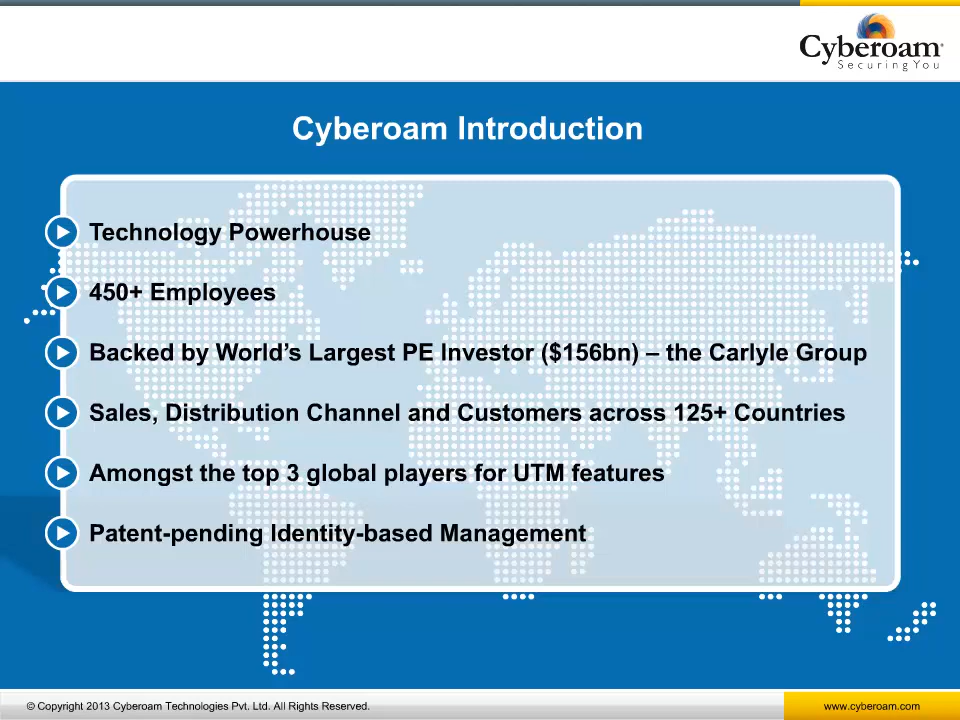 Cyberoam
Securing You
Cyberoam Introduction
Technology Powerhouse
450+ Employees
Backed by World’s Largest PE Investor ($156bn) – the Carlyle Group
Sales, Distribution Channel and Customers across 125+ Countries
Amongst the top 3 global players for UTM features
Patent-pending Identity-based Management
© Copyright 2013 Cyberoam Technologies Pvt. Ltd. All Rights Reserved.
www.cyberoam.com